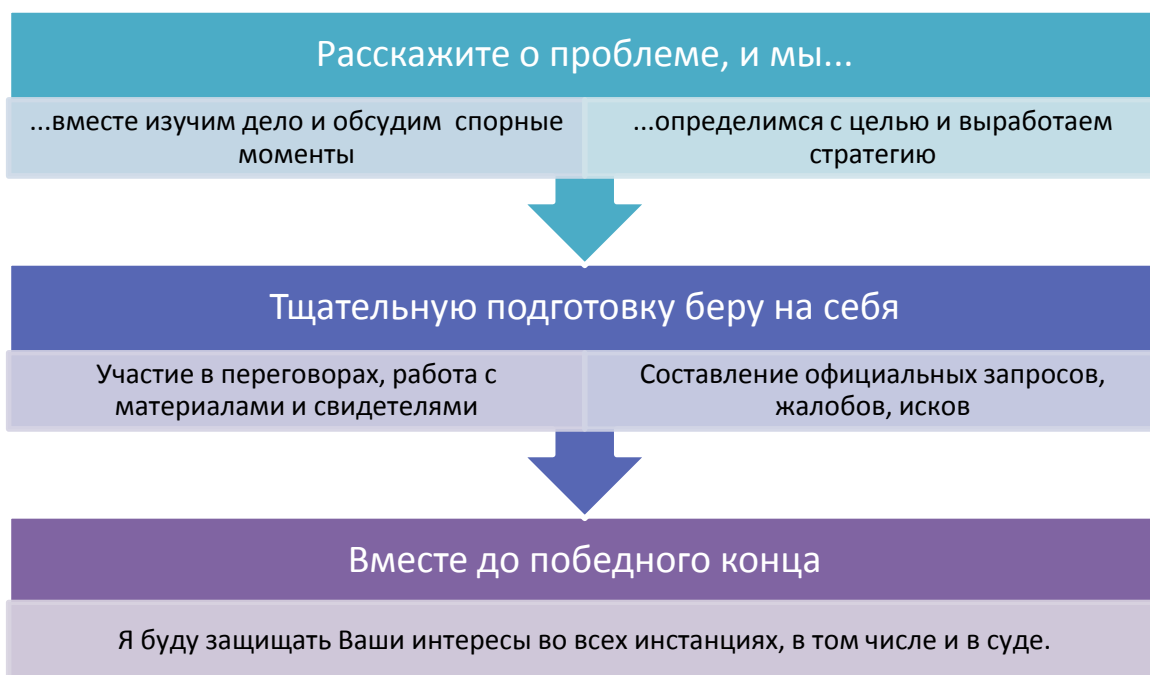 Расскажите о проблеме, и мы...
...вместе изучим дело и обсудим спорные
моменты
...определимся с целью и выработаем
стратегию
Тщательную подготовку беру на себя
Участие в переговорах, работа с
материалами и свидетелями
Составление официальных запросов,
жалобов, исков
Вместе до победного конца
Я буду защищать Ваши интересы во всех инстанциях, в том числе и в суде.